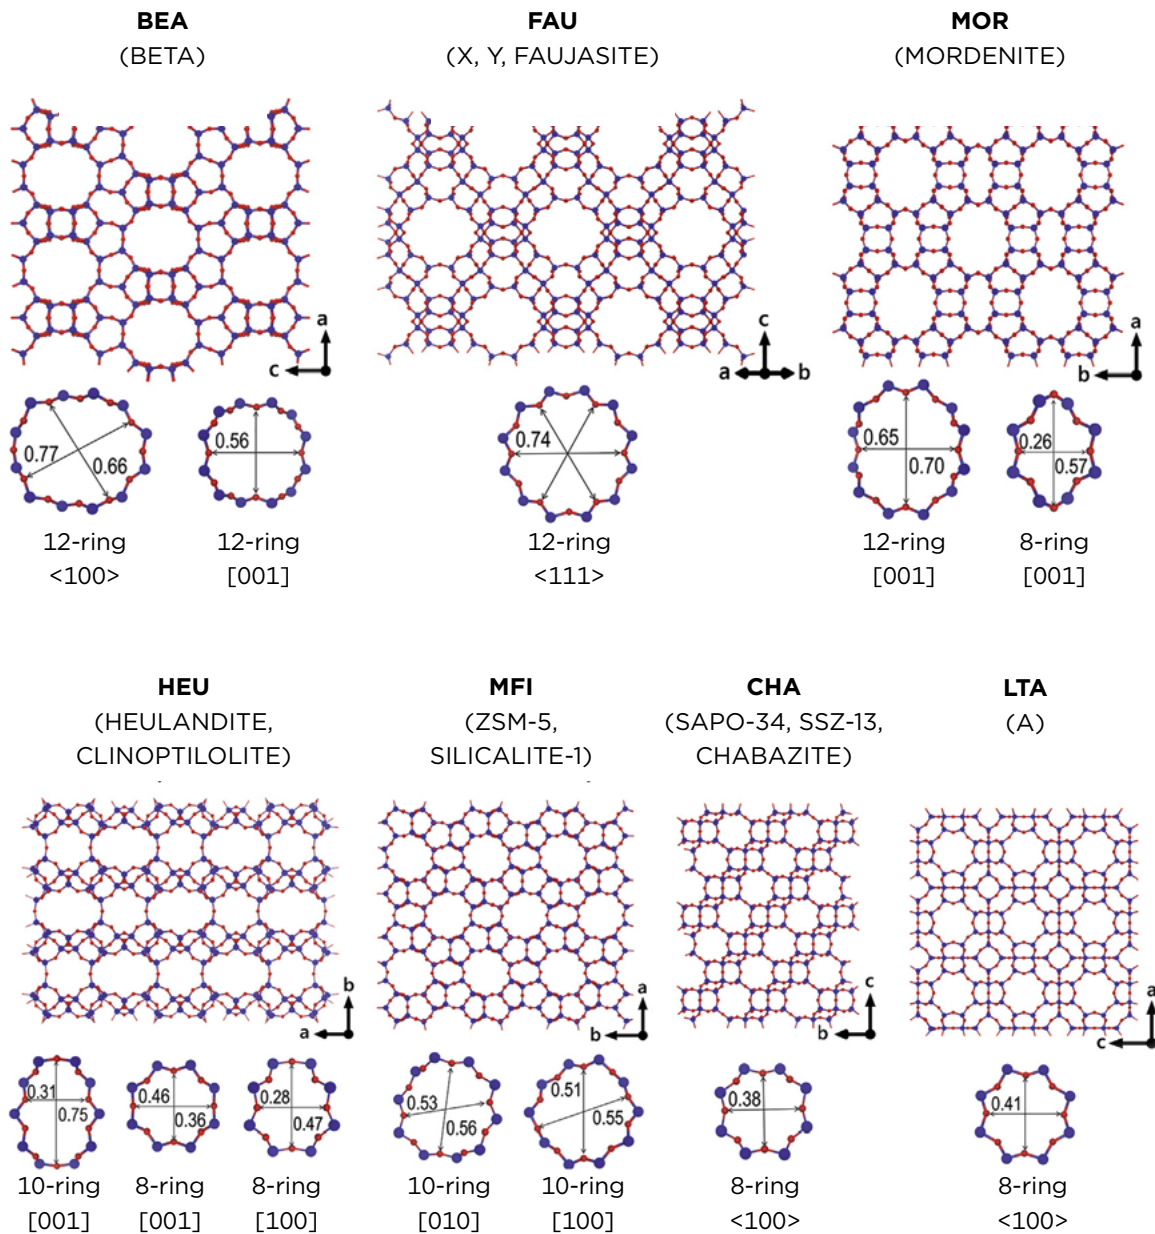 BEA
(BETA)
FAU
(X, Y, FAUJASITE)
MOR
(MORDENITE)
a
c
c
a
b
a
b
0.77
0.66
0.56
0.74
0.65
0.70
0.26
0.57
12-ring
<100>
12-ring
[001]
12-ring
<111>
12-ring
[001]
8-ring
[001]
HEU
(HEULANDITE,
CLINOPTILOLITE)
MFI
(ZSM-5,
SILICALITE-1)
CHA
(SAPO-34, SSZ-13,
CHABAZITE)
LTA
(A)
b
a
a
b
c
b
a
c
0.31
0.75
0.46
0.36
0.28
0.47
0.53
0.56
0.51
0.55
0.38
0.41
10-ring
[001]
8-ring
[001]
8-ring
[100]
10-ring
[010]
10-ring
[100]
8-ring
<100>
8-ring
<100>